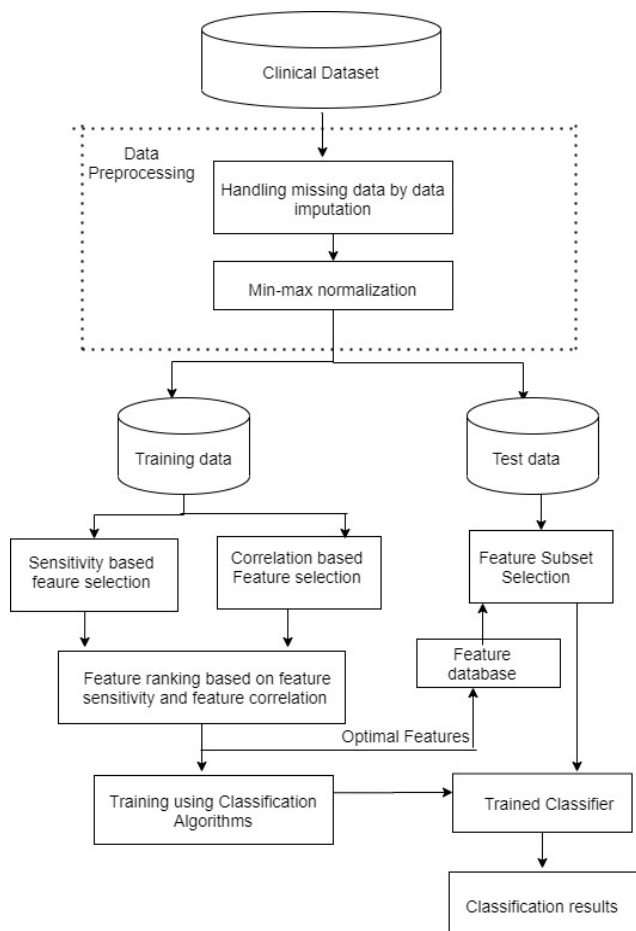 Clinical Dataset
Data
Preprocessing
Handling missing data by data
imputation
Min-max normalization
Training data
Test data
Sensitivity based
feaure selection
Correlation based
Feature selection
Feature Subset
Selection
Feature ranking based on feature
sensitivity and feature correlation
Feature
database
Optimal Features
Training using Classification
Algorithms
Trained Classifier
Classification results